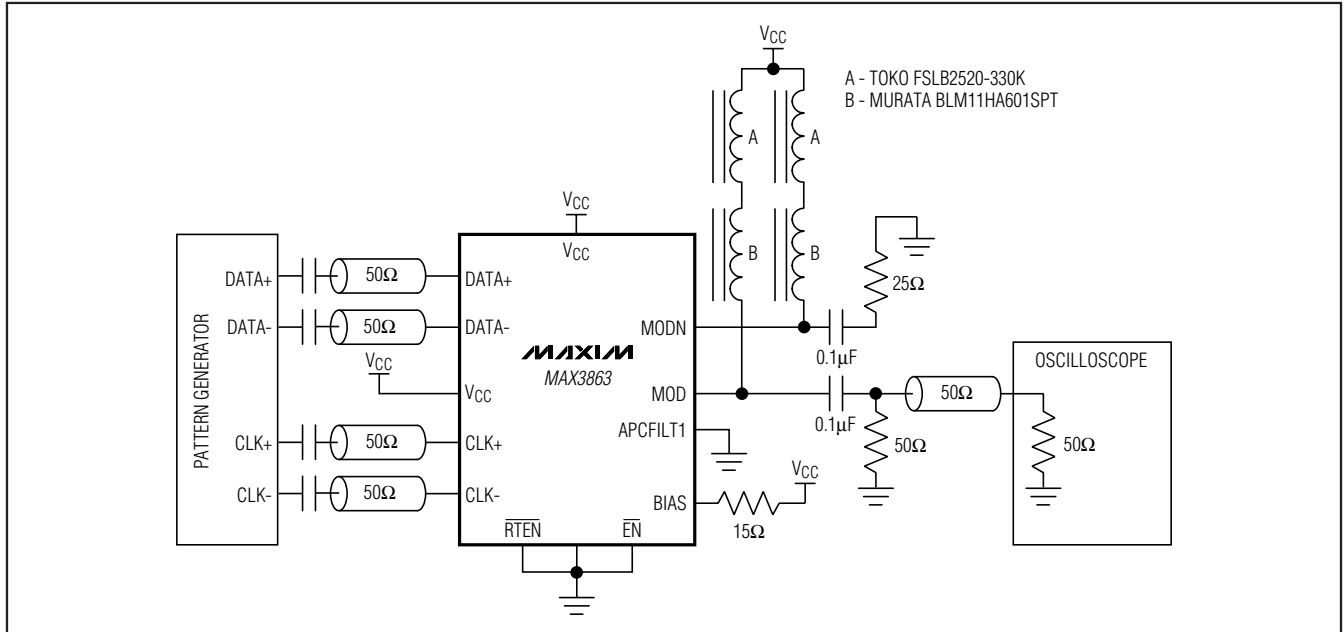 VCC
A - TOKO FSLB2520-330K
B - MURATA BLM11HA601SPT
A
A
B
B
VCC
VCC
PATTERN GENERATOR
DATA+
50Ω
DATA+
DATA-
50Ω
DATA-
VCC
VCC
CLK+
50Ω
CLK+
CLK-
50Ω
CLK-
MAXIM
MAX3863
MODN
MOD
APCFILT1
BIAS
RTEN
EN
25Ω
0.1μF
0.1μF
50Ω
50Ω
VCC
15Ω
OSCILLOSCOPE
50Ω